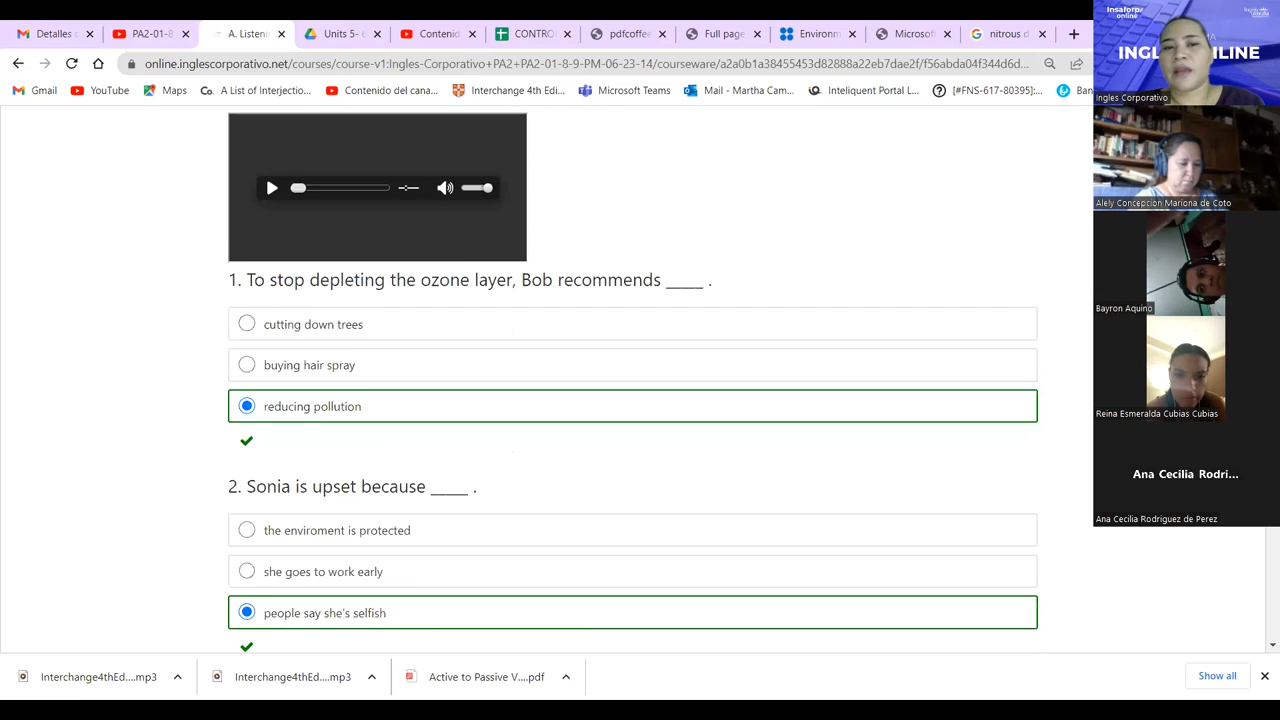 Detalles
PA2-01-8
A. Listenin
Units 5-
Contenid
CONTRO
pdfcoffee
Full page
Environm
Microsoft
nitrous d
online.inglescorporativo.net/courses/course-v1:Ingles-Corporativo+PA2+PA2-01-8-9-PM-06-23-14/courseware/a2a0b1a38455453d82888a22eb7dae2f/f56abda04f344d6d...
Gmail
YouTube
Maps
A List of Interjectio...
Contenido del cana...
Interchange 4th Edi...
Microsoft Teams
Mail - Martha Cam...
Inteliquent Portal L...
[#FNS-617-80395]:...
Ban
1. To stop depleting the ozone layer, Bob recommends _____ .
cutting down trees
buying hair spray
reducing pollution
2. Sonia is upset because _____ .
the enviroment is protected
she goes to work early
people say she's selfish
Interchange4thEd....mp3
Interchange4thEd....mp3
Active to Passive V....pdf
Show all
Insaforp
online
INGL
LINE
Ingles Corporativo
Alely Concepcion Mariona de Coto
Bayron Aquino
Reina Esmeralda Cubias Cubias
Ana Cecilia Rodri...
Ana Cecilia Rodriguez de Perez